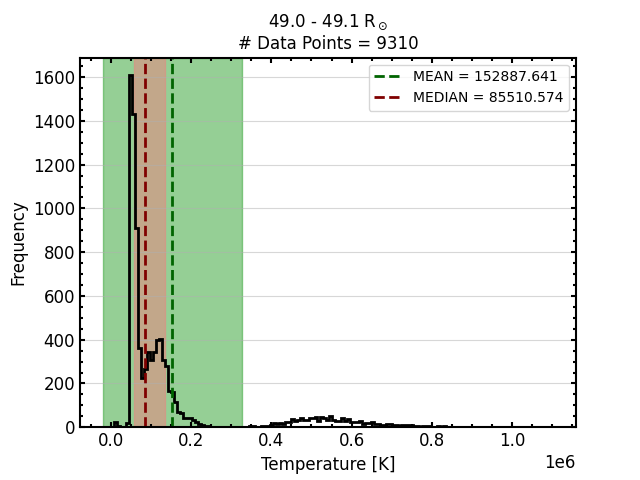 49.0 - 49.1 R⊙
# Data Points = 9310
MEAN = 152887.641
MEDIAN = 85510.574
Frequency
1600
1400
1200
1000
800
600
400
200
0
0.0 0.2 0.4 0.6 0.8 1.0
1e6
Temperature [K]